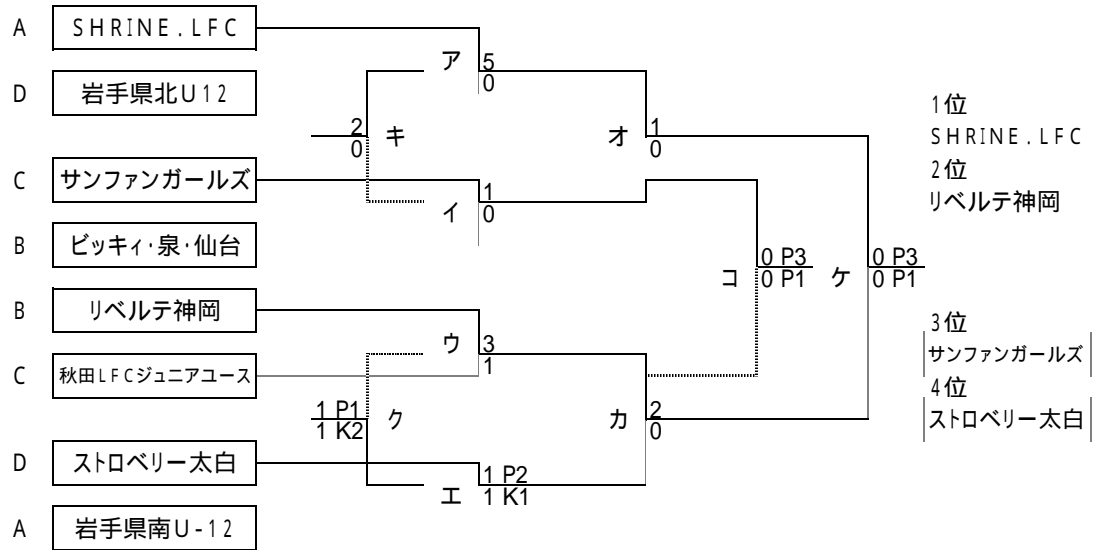 A SHRINE.LFC
ア 5
0
D 岩手県北U12
2 キ オ 1
0 0
C サンファンガールズ
イ 1
0
B ビッキィ・泉・仙台
コ 0 P3 ケ 0 P3
0 P1 0 P1
B リベルテ神岡
ウ 3
1
C 秋田LFCジュニアユース
1 P1 ク カ 2
1 K2 0
D ストロベリー太白
エ 1 P2
1 K1
A 岩手県南U-12
1位
SHRINE.LFC
2位
リベルテ神岡
3位
サンファンガールズ
4位
ストロベリー太白